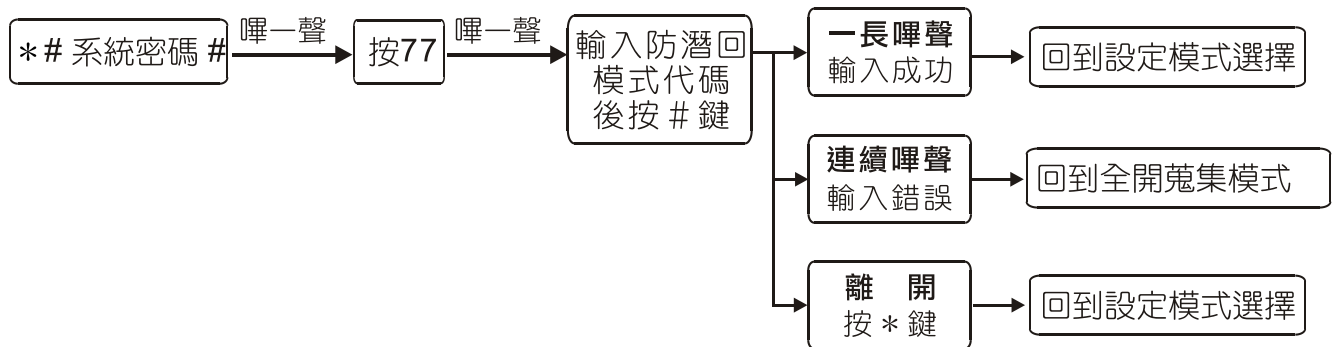 ＊# 系統密碼 #
嗶一聲
按77
嗶一聲
輸入防潛回
模式代碼
後按＃鍵
一長嗶聲
輸入成功
回到設定模式選擇
連續嗶聲
輸入錯誤
回到全開蒐集模式
離　開
按＊鍵
回到設定模式選擇